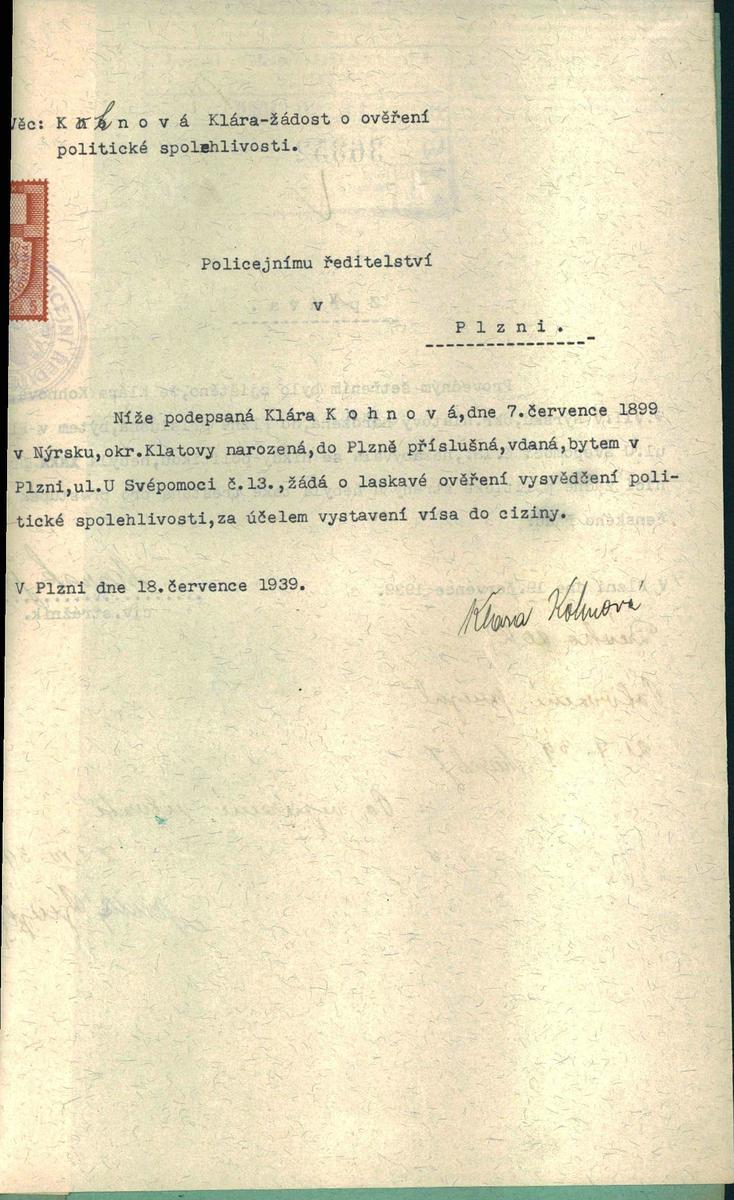 Věc: K o h n o v á Klára-žádost o ověření
politické spolehlivosti.
Policejnímu ředitelství
v
P l z n i .
Níže podepsaná Klára K o h n o v á,dne 7.července 1899
v Nýrsku,okr.Klatovy narozená,do Plzně příslušná,vdaná,bytem v
Plzni,ul.U Svépomoci č.13.,žádá o laskavé ověření vysvědčení poli-
tické spolehlivosti,za účelem vystavení vísa do ciziny.
V Plzni dne 18.července 1939.
Klara Kohnová